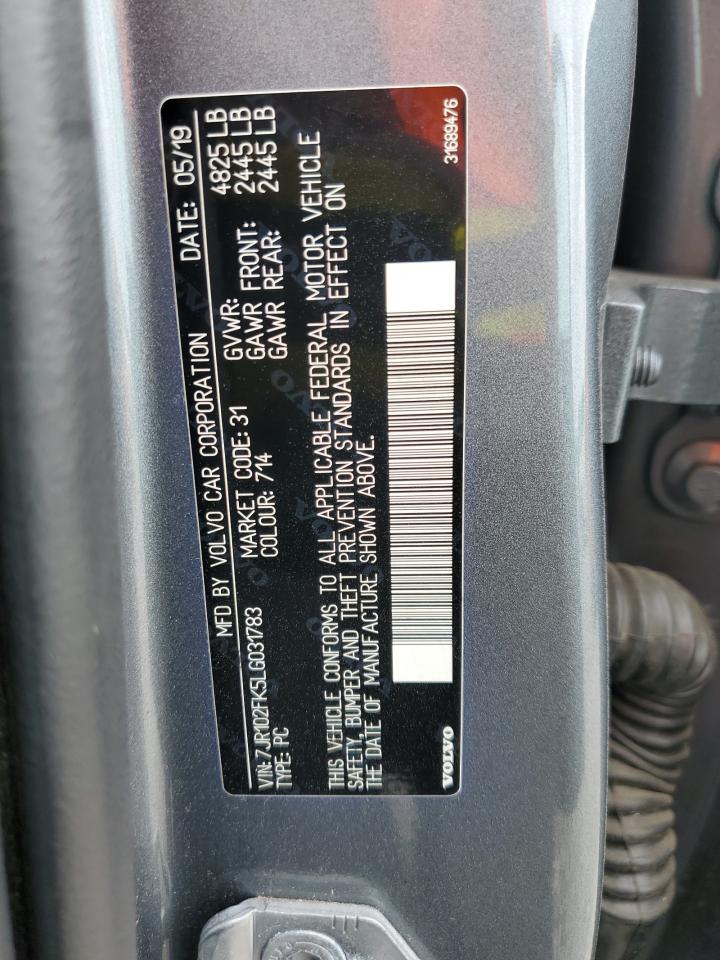 MFD BY VOLVO CAR CORPORATION DATE: 05/19
GVWR: 4825 LB
VIN: 7JR102FK5LG031783 MARKET CODE: 31 GAWR FRONT: 2445 LB
TYPE: PC COLOUR: 714 GAWR REAR: 2445 LB
THIS VEHICLE CONFORMS TO ALL APPLICABLE FEDERAL MOTOR VEHICLE
SAFETY, BUMPER AND THEFT PREVENTION STANDARDS IN EFFECT ON
THE DATE OF MANUFACTURE SHOWN ABOVE.
VOLVO 31689476